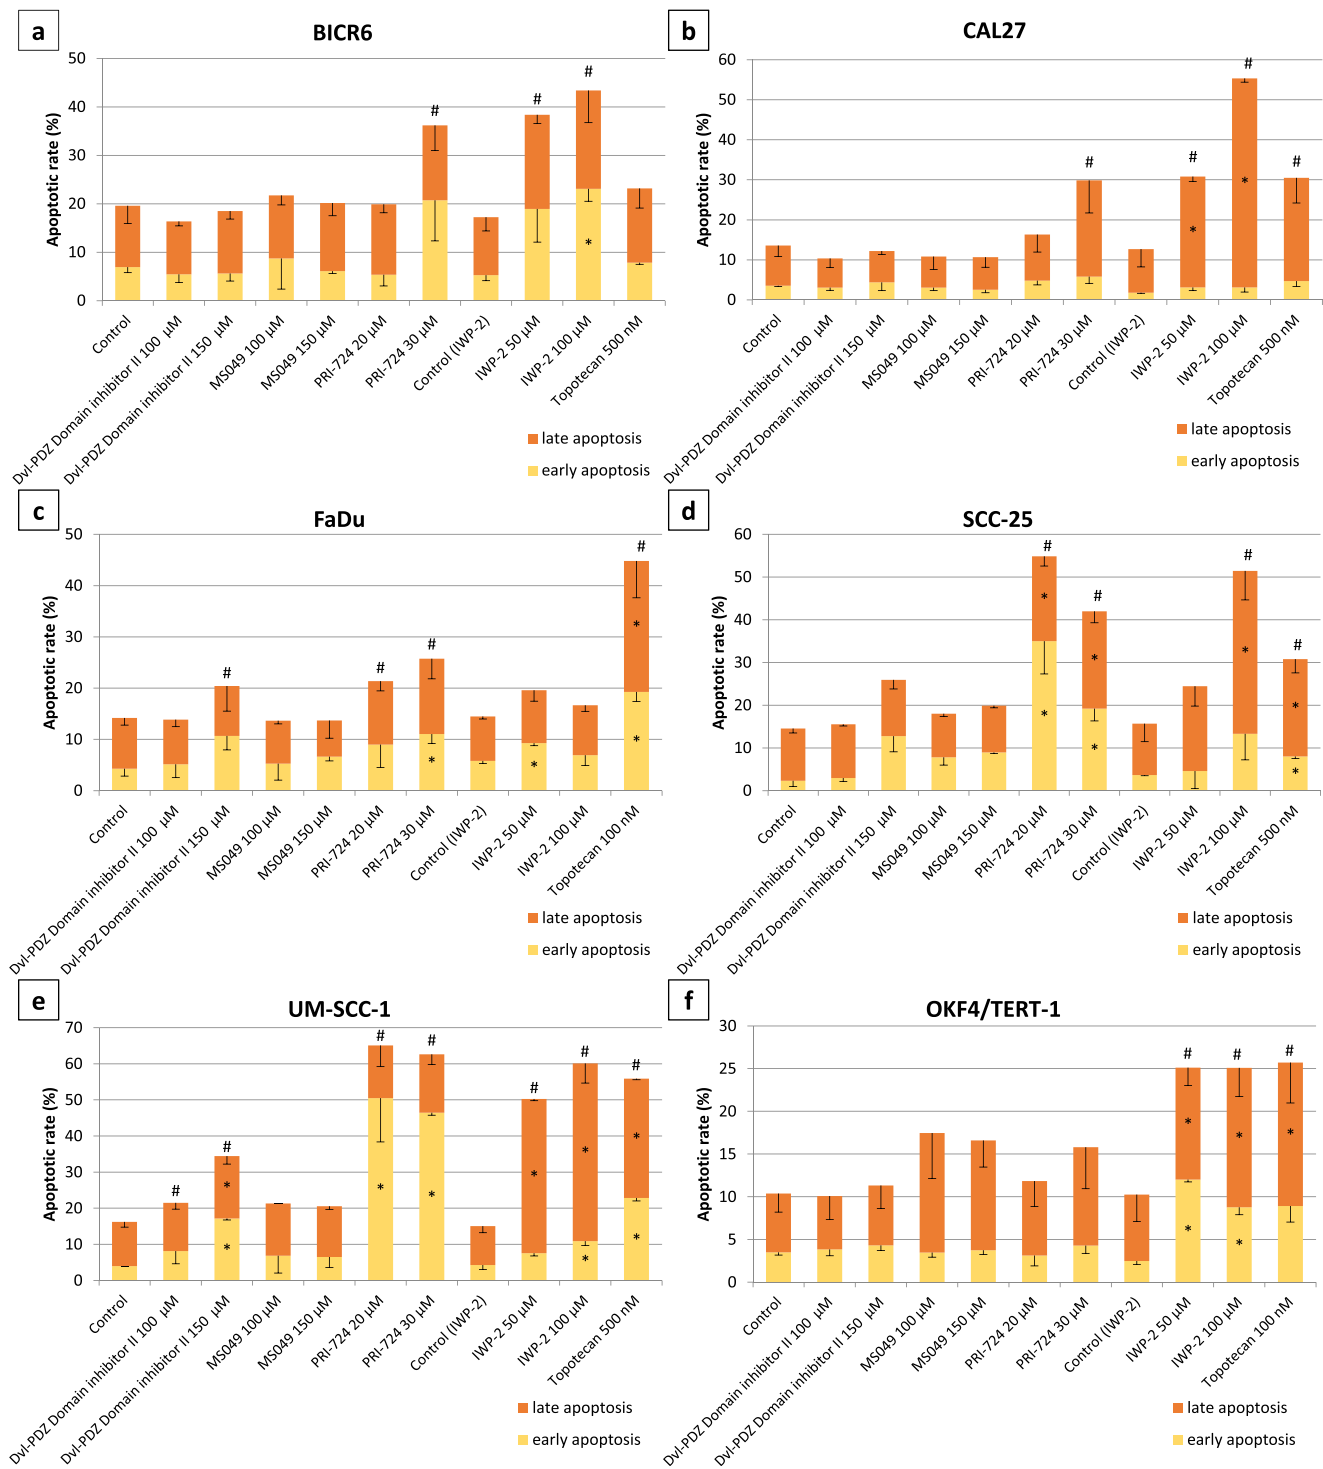 a
BICR6
Apoptotic rate (%)
50
40
30
20
10
0
# # #
*
Control
Dvl-PDZ Domain inhibitor II 100 µM
Dvl-PDZ Domain inhibitor II 150 µM
MS049 100 µM
MS049 150 µM
PRI-724 20 µM
PRI-724 30 µM
Control (IWP-2)
IWP-2 50 µM
IWP-2 100 µM
Topotecan 500 nM
late apoptosis
early apoptosis
b
CAL27
Apoptotic rate (%)
60
50
40
30
20
10
0
# # # #
* *
Control
Dvl-PDZ Domain inhibitor II 100 µM
Dvl-PDZ Domain inhibitor II 150 µM
MS049 100 µM
MS049 150 µM
PRI-724 20 µM
PRI-724 30 µM
Control (IWP-2)
IWP-2 50 µM
IWP-2 100 µM
Topotecan 500 nM
late apoptosis
early apoptosis
c
FaDu
Apoptotic rate (%)
50
40
30
20
10
0
# # # #
* * * *
Control
Dvl-PDZ Domain inhibitor II 100 µM
Dvl-PDZ Domain inhibitor II 150 µM
MS049 100 µM
MS049 150 µM
PRI-724 20 µM
PRI-724 30 µM
Control (IWP-2)
IWP-2 50 µM
IWP-2 100 µM
Topotecan 100 nM
late apoptosis
early apoptosis
d
SCC-25
Apoptotic rate (%)
60
50
40
30
20
10
0
# # # #
* * * * * * *
Control
Dvl-PDZ Domain inhibitor II 100 µM
Dvl-PDZ Domain inhibitor II 150 µM
MS049 100 µM
MS049 150 µM
PRI-724 20 µM
PRI-724 30 µM
Control (IWP-2)
IWP-2 50 µM
IWP-2 100 µM
Topotecan 500 nM
late apoptosis
early apoptosis
e
UM-SCC-1
Apoptotic rate (%)
70
60
50
40
30
20
10
0
# # # # # # #
* * * * * * * * *
Control
Dvl-PDZ Domain inhibitor II 100 µM
Dvl-PDZ Domain inhibitor II 150 µM
MS049 100 µM
MS049 150 µM
PRI-724 20 µM
PRI-724 30 µM
Control (IWP-2)
IWP-2 50 µM
IWP-2 100 µM
Topotecan 500 nM
late apoptosis
early apoptosis
f
OKF4/TERT-1
Apoptotic rate (%)
30
25
20
15
10
5
0
# # #
* * * * *
Control
Dvl-PDZ Domain inhibitor II 100 µM
Dvl-PDZ Domain inhibitor II 150 µM
MS049 100 µM
MS049 150 µM
PRI-724 20 µM
PRI-724 30 µM
Control (IWP-2)
IWP-2 50 µM
IWP-2 100 µM
Topotecan 100 nM
late apoptosis
early apoptosis